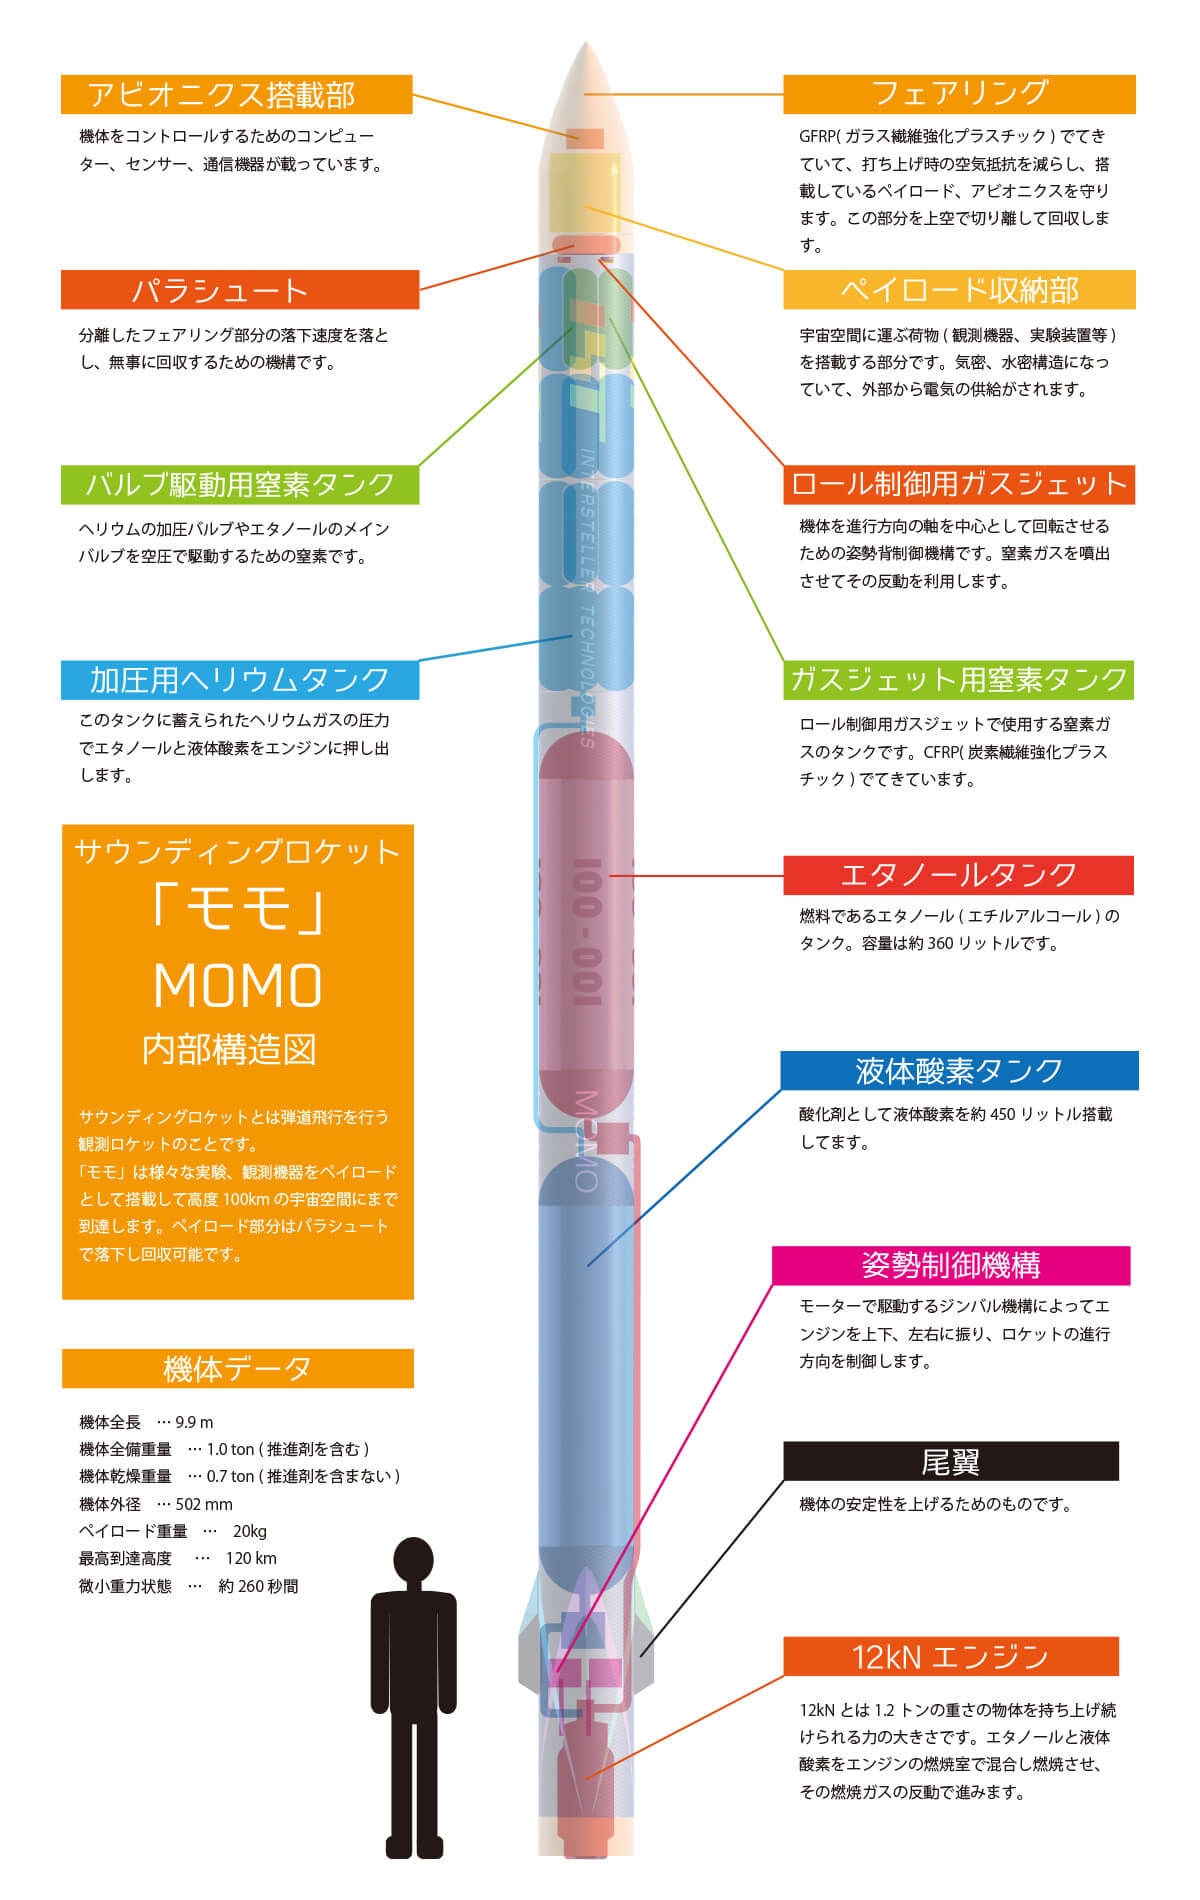 アビオニクス搭載部
機体をコントロールするためのコンピュー
ター、センサー、通信機器が載っています。
パラシュート
分離したフェアリング部分の落下速度を落と
し、無事に回収するための機構です。
バルブ駆動用窒素タンク
ヘリウムの加圧バルブやエタノールのメイン
バルブを空圧で駆動するための窒素です。
加圧用ヘリウムタンク
このタンクに蓄えられたヘリウムガスの圧力
でエタノールと液体酸素をエンジンに押し出
します。
サウンディングロケット
「モモ」
MOMO
内部構造図
サウンディングロケットとは弾道飛行を行う
観測ロケットのことです。
「モモ」は様々な実験、観測機器をペイロード
として搭載して高度 100km の宇宙空間にまで
到達します。ペイロード部分はパラシュート
で落下し回収可能です。
機体データ
機体全長 … 9.9 m
機体全備重量 … 1.0 ton ( 推進剤を含む )
機体乾燥重量 … 0.7 ton ( 推進剤を含まない )
機体外径 … 502 mm
ペイロード重量 … 20kg
最高到達高度 … 120 km
微小重力状態 … 約 260 秒間
INTERSTELLER TECHNOLOGIES
100-001
MOMO
フェアリング
GFRP( ガラス繊維強化プラスチック ) でてき
ていて、打ち上げ時の空気抵抗を減らし、搭
載しているペイロード、アビオニクスを守り
ます。この部分を上空で切り離して回収しま
す。
ペイロード収納部
宇宙空間に運ぶ荷物 ( 観測機器、実験装置等 )
を搭載する部分です。気密、水密構造になっ
ていて、外部から電気の供給がされます。
ロール制御用ガスジェット
機体を進行方向の軸を中心として回転させる
ための姿勢背制御機構です。窒素ガスを噴出
させてその反動を利用します。
ガスジェット用窒素タンク
ロール制御用ガスジェットで使用する窒素ガ
スのタンクです。CFRP( 炭素繊維強化プラス
チック ) でてきています。
エタノールタンク
燃料であるエタノール ( エチルアルコール ) の
タンク。容量は約 360 リットルです。
液体酸素タンク
酸化剤として液体酸素を約 450 リットル搭載
してます。
姿勢制御機構
モーターで駆動するジンバル機構によってエ
ンジンを上下、左右に振り、ロケットの進行
方向を制御します。
尾翼
機体の安定性を上げるためのものです。
12kN エンジン
12kN とは 1.2 トンの重さの物体を持ち上げ続
けられる力の大きさです。エタノールと液体
酸素をエンジンの燃焼室で混合し燃焼させ、
その燃焼ガスの反動で進みます。